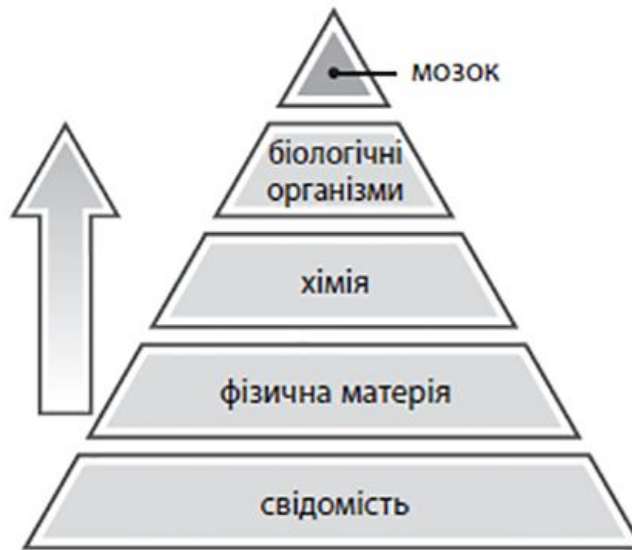 мозок
біологічні
організми
хімія
фізична матерія
свідомість